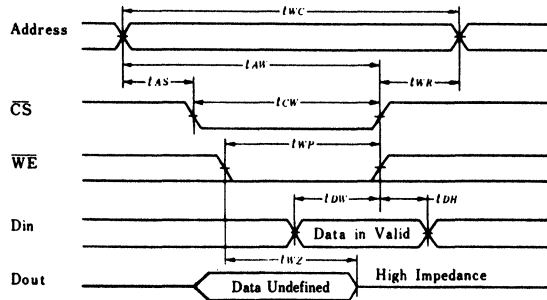 tWC
Address
tAW
tAS
tCW
tWR
CS
tWP
WE
tDW
tDH
Din
Data in Valid
tWZ
High Impedance
Dout
Data Undefined